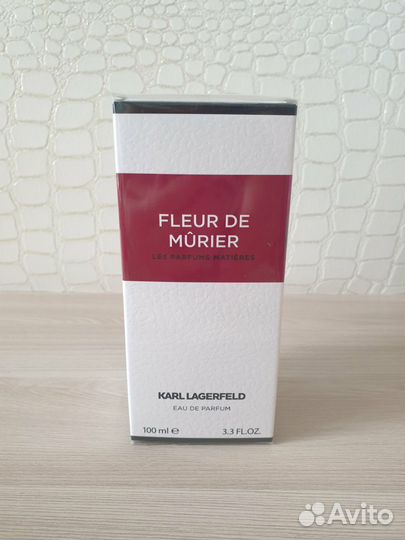 FLEUR DE
MÛRIER
LES PARFUMS MATIÈRES
KARL LAGERFELD
EAU DE PARFUM
100 ml ℮ 3.3 FL.OZ.
Avito